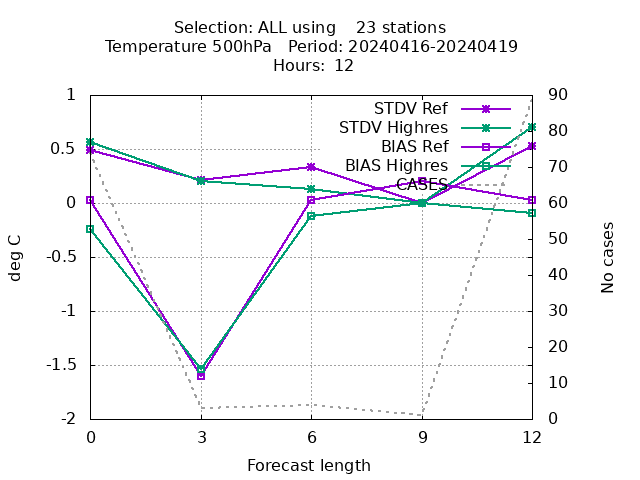 Selection: ALL using    23 stations
Temperature 500hPa   Period: 20240416-20240419
Hours: 12
STDV Ref
STDV Highres
BIAS Ref
BIAS Highres
CASES
deg C
1
0.5
0
-0.5
-1
-1.5
-2
90
80
70
60
50
40
30
20
10
0
No cases
0 3 6 9 12
Forecast length